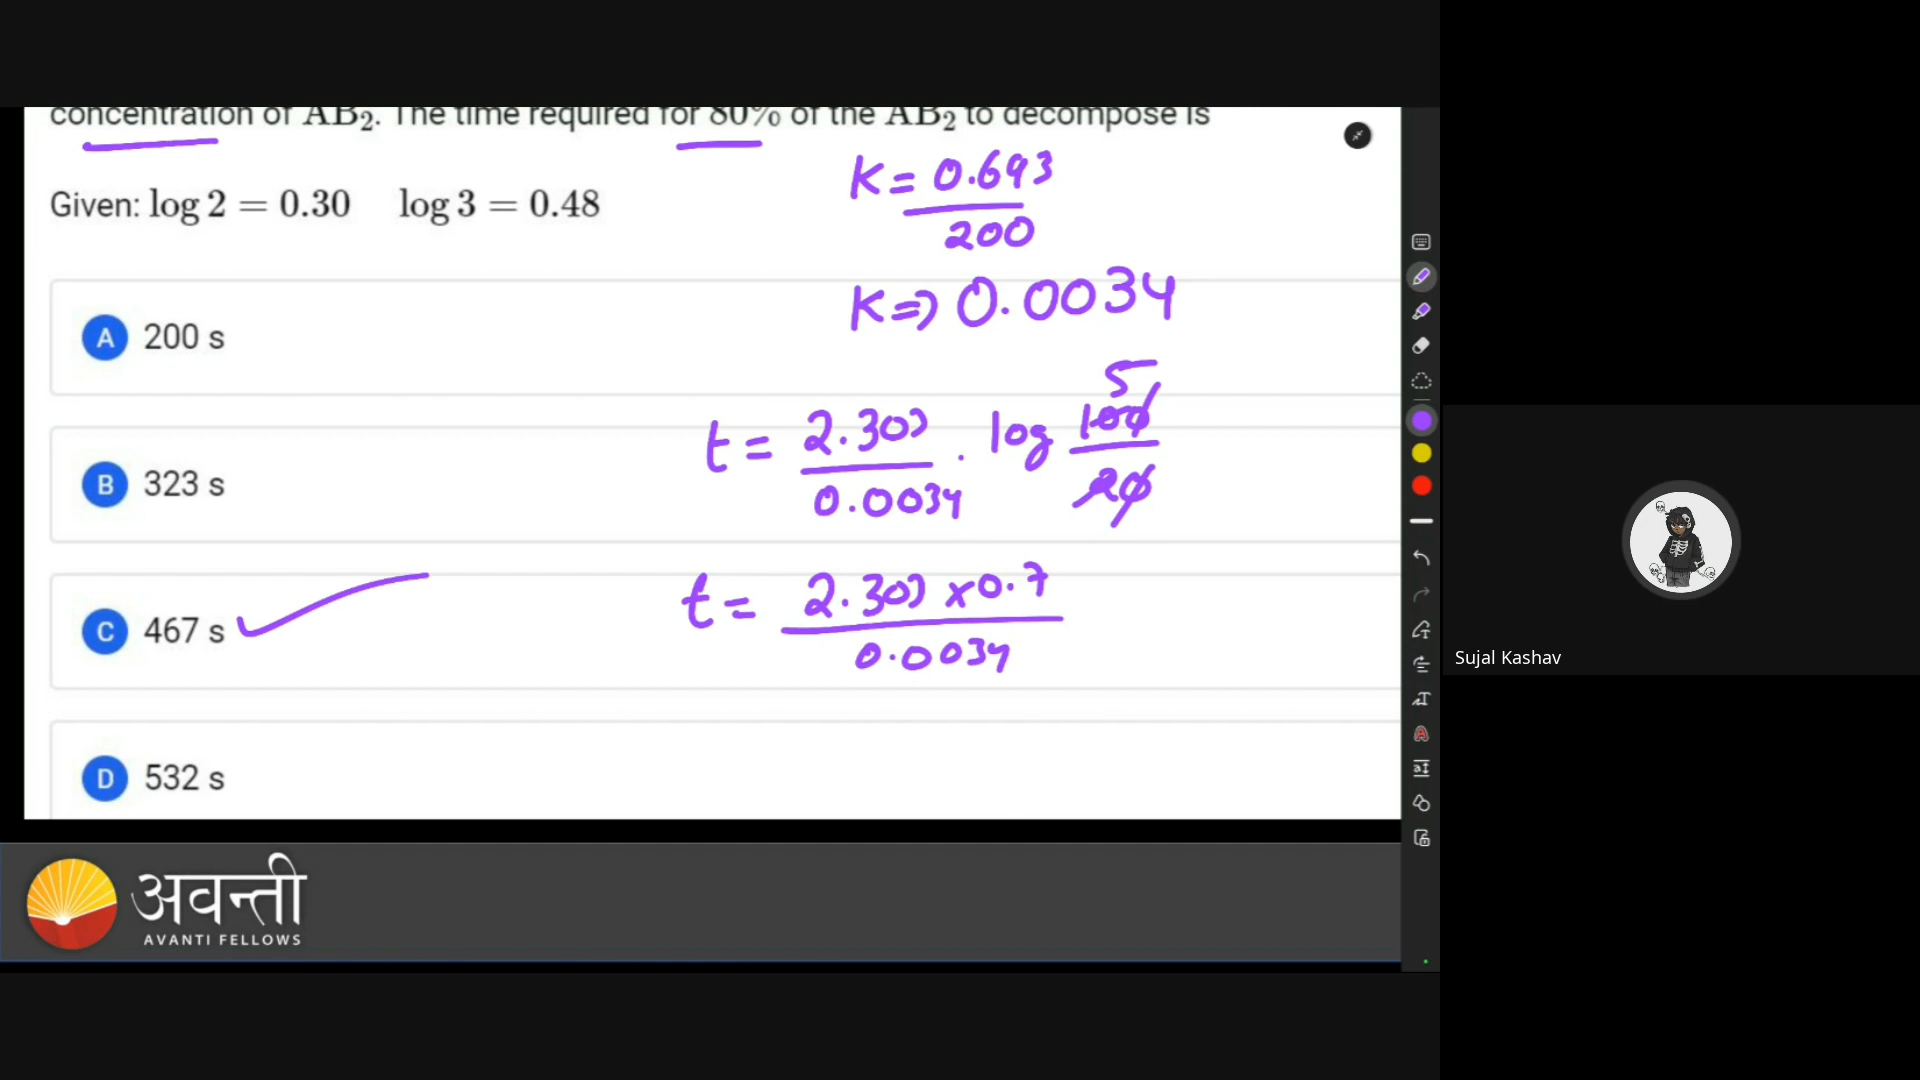 concentration of AB₂. The time required for 80% of the AB₂ to decompose is
Given: log 2 = 0.30 log 3 = 0.48
K = 0.693
200
K => 0.0034
A 200 s
5
t = 2.303 . log 100
0.0034 20
B 323 s
t = 2.303 x 0.7
0.0034
C 467 s
D 532 s
Sujal Kashav
अवन्ती
AVANTI FELLOWS